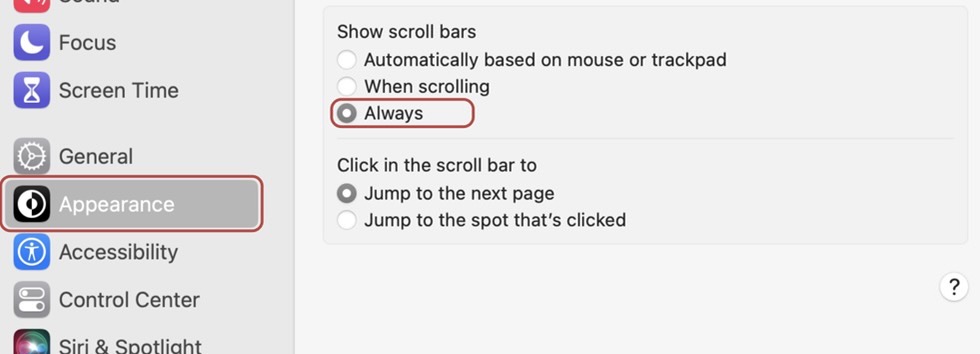 Sound
Focus
Screen Time
General
Appearance
Accessibility
Control Center
Siri & Spotlight
Show scroll bars
Automatically based on mouse or trackpad
When scrolling
Always
Click in the scroll bar to
Jump to the next page
Jump to the spot that's clicked
?